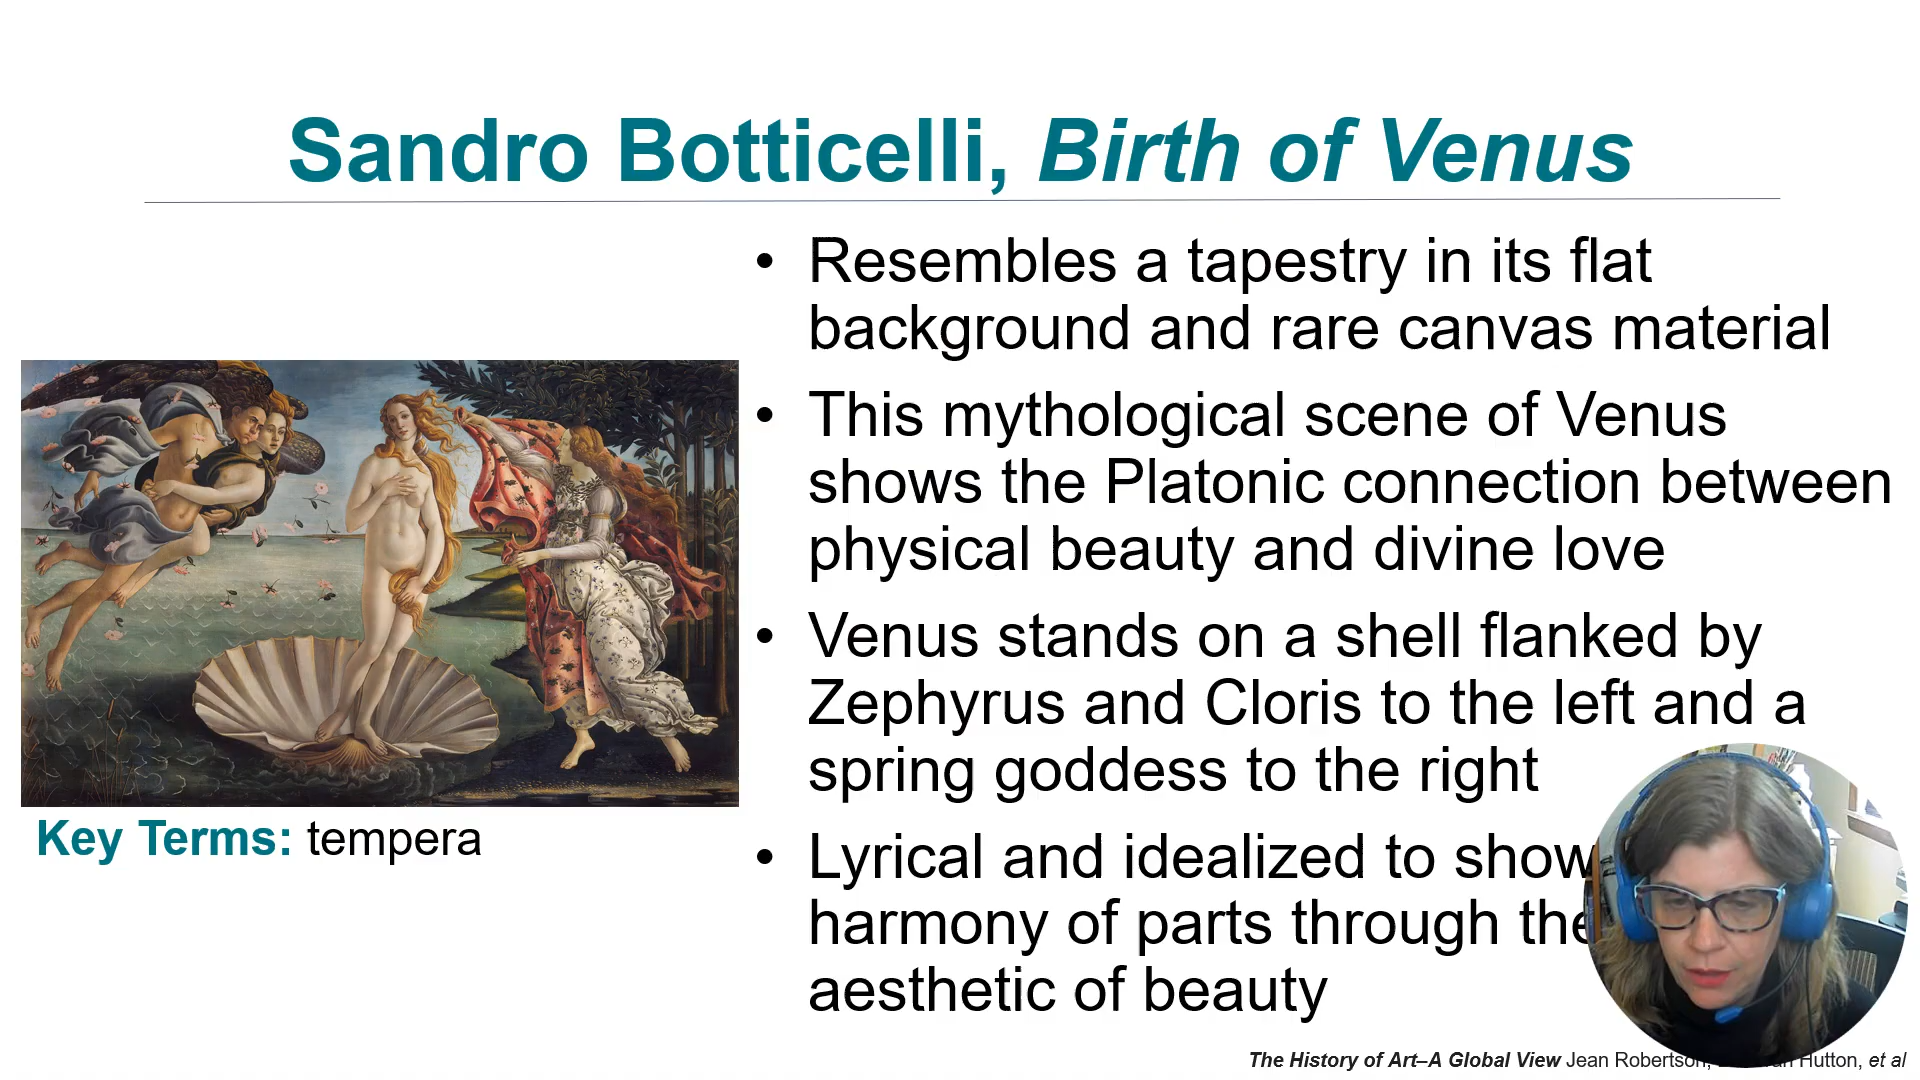 Sandro Botticelli, Birth of Venus
• Resembles a tapestry in its flat
background and rare canvas material
• This mythological scene of Venus
shows the Platonic connection between
physical beauty and divine love
• Venus stands on a shell flanked by
Zephyrus and Cloris to the left and a
spring goddess to the right
• Lyrical and idealized to show
harmony of parts through the
aesthetic of beauty
Key Terms: tempera
The History of Art–A Global View Jean Robertson, Hutton, et al